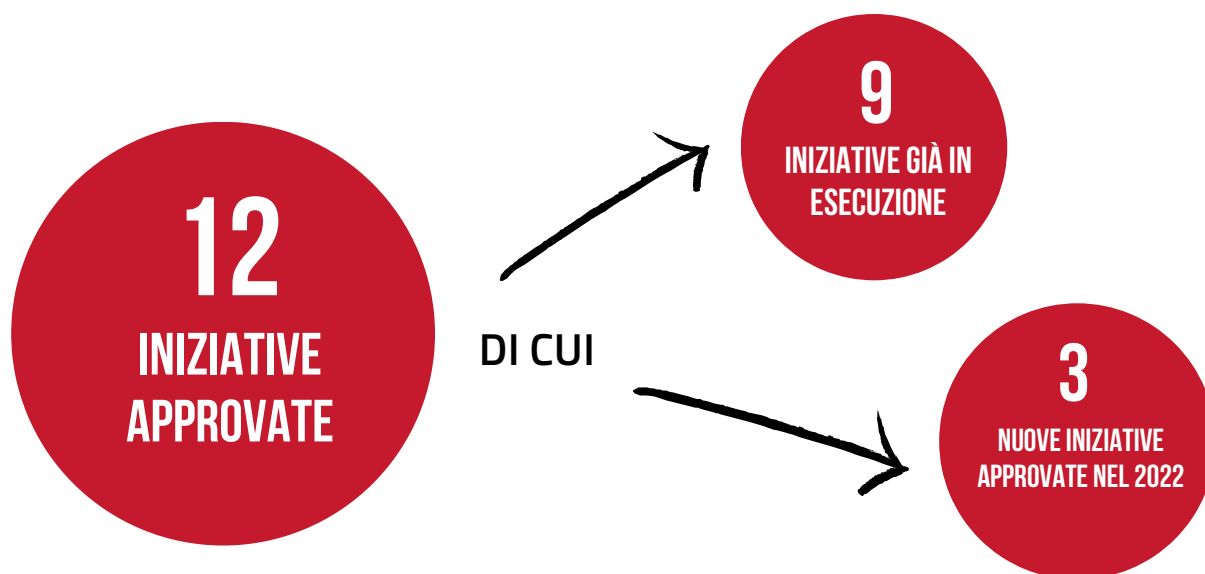 12
INIZIATIVE
APPROVATE
DI CUI
9
INIZIATIVE GIÀ IN
ESECUZIONE
3
NUOVE INIZIATIVE
APPROVATE NEL 2022